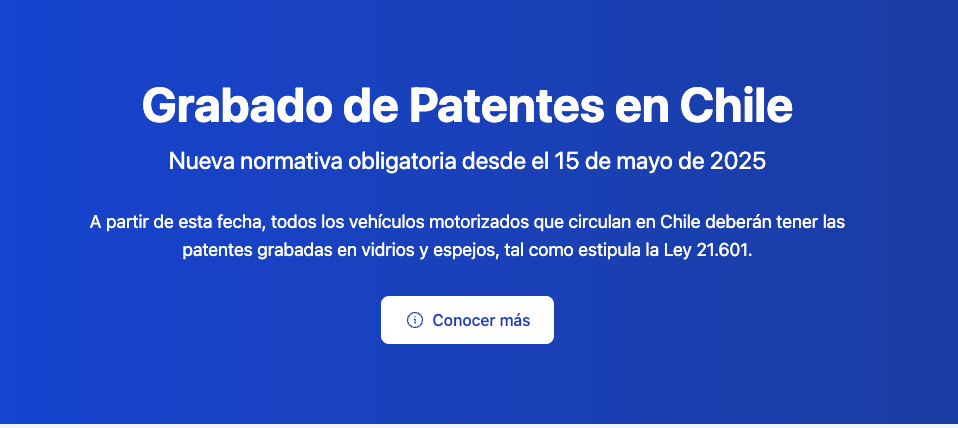 Grabado de Patentes en Chile
Nueva normativa obligatoria desde el 15 de mayo de 2025
A partir de esta fecha, todos los vehículos motorizados que circulan en Chile deberán tener las
patentes grabadas en vidrios y espejos, tal como estipula la Ley 21.601.
Conocer más